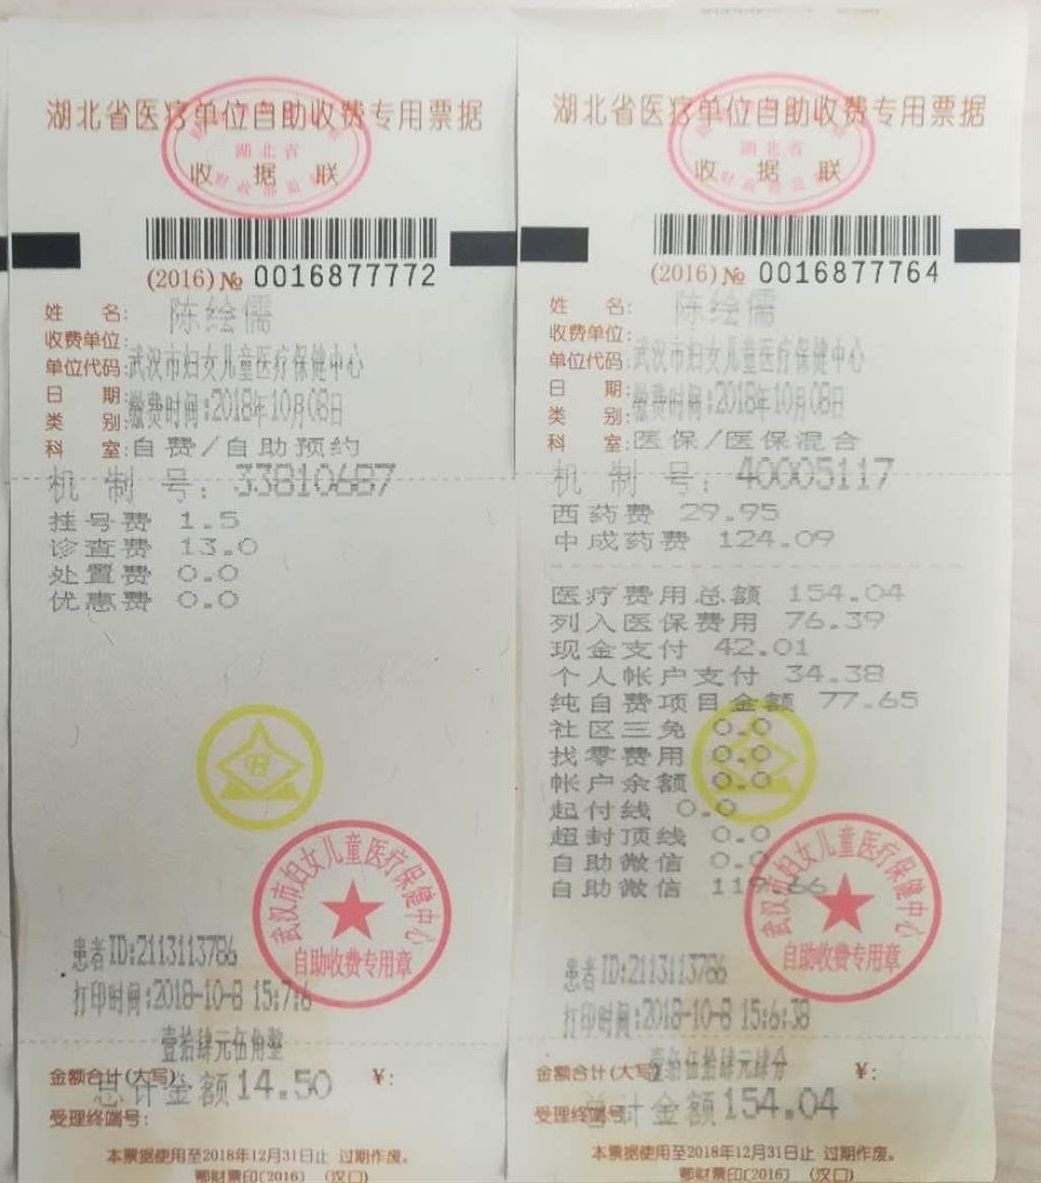 湖北省医疗单位自助收费专用票据
湖北省
收据联
(2016)№ 0016877772
姓名: 陈绘儒
收费单位:
单位代码: 武汉市妇女儿童医疗保健中心
日期: 缴费时间:2018年10月08日
类别:
科室: 自费/自助预约
机制号: 33810687
挂号费 1.5
诊查费 13.0
处置费 0.0
优惠费 0.0
武汉市妇女儿童医疗保健中心
自助收费专用章
患者ID:2113113786
打印时间:2018-10-8 15:7:6
壹拾肆元伍角整
金额合计(大写) ¥:
总计金额14.50
受理终端号:
本票据使用至2018年12月31日止 过期作废。
鄂财票印[2016] (汉口)
湖北省医疗单位自助收费专用票据
湖北省
收据联
(2016)№ 0016877764
姓名: 陈绘儒
收费单位:
单位代码: 武汉市妇女儿童医疗保健中心
日期: 缴费时间:2018年10月08日
类别:
科室: 医保/医保混合
机制号: 40005117
西药费 29.95
中成药费 124.09
医疗费用总额 154.04
列入医保费用 76.39
现金支付 42.01
个人帐户支付 34.38
纯自费项目金额 77.65
社区三免 0.0
找零费用 0.0
帐户余额 0.0
起付线 0.0
超封顶线 0.0
自助微信 0.0
自助微信 119.66
武汉市妇女儿童医疗保健中心
自助收费专用章
患者ID:2113113786
打印时间:2018-10-8 15:6:38
壹佰伍拾肆元肆分
金额合计(大写) ¥:
总计金额154.04
受理终端号:
本票据使用至2018年12月31日止 过期作废。
鄂财票印[2016] (汉口)